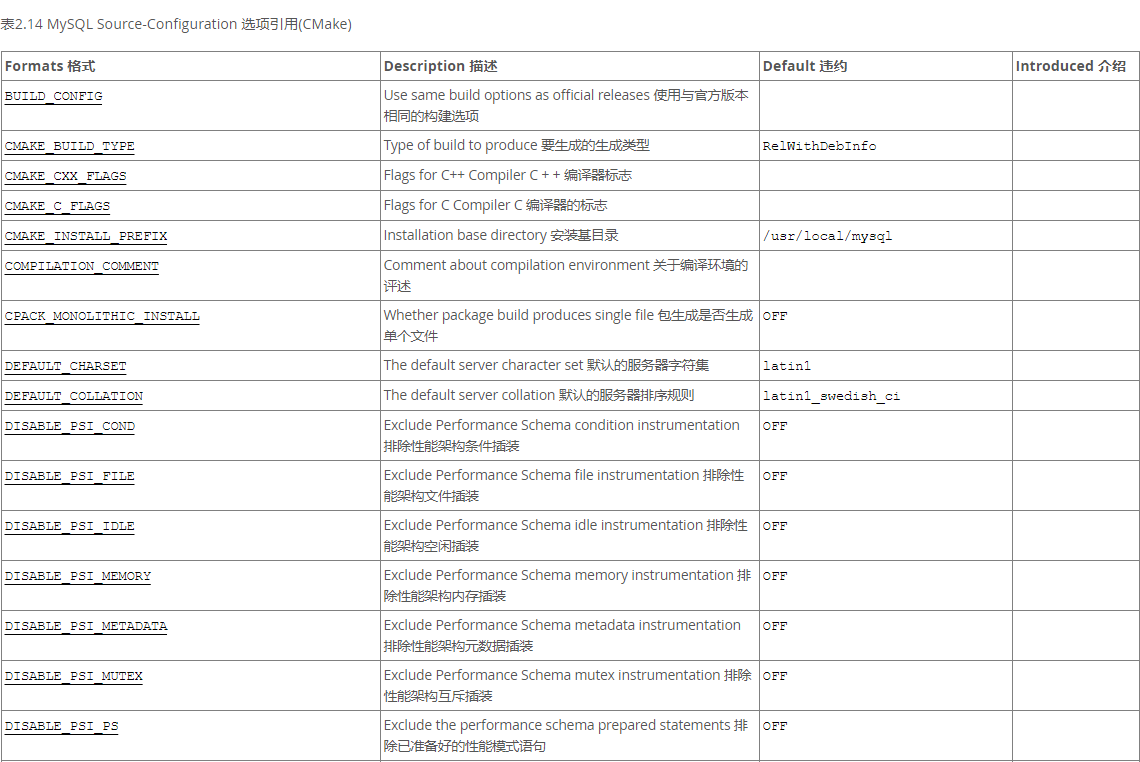 表2.14 MySQL Source-Configuration 选项引用(CMake)
Formats 格式 Description 描述 Default 违约 Introduced 介绍
BUILD_CONFIG Use same build options as official releases 使用与官方版本
相同的构建选项
CMAKE_BUILD_TYPE Type of build to produce 要生成的生成类型 RelWithDebInfo
CMAKE_CXX_FLAGS Flags for C++ Compiler C + + 编译器标志
CMAKE_C_FLAGS Flags for C Compiler C 编译器的标志
CMAKE_INSTALL_PREFIX Installation base directory 安装基目录 /usr/local/mysql
COMPILATION_COMMENT Comment about compilation environment 关于编译环境的
评述
CPACK_MONOLITHIC_INSTALL Whether package build produces single file 包生成是否生成 OFF
单个文件
DEFAULT_CHARSET The default server character set 默认的服务器字符集 latin1
DEFAULT_COLLATION The default server collation 默认的服务器排序规则 latin1_swedish_ci
DISABLE_PSI_COND Exclude Performance Schema condition instrumentation OFF
排除性能架构条件插装
DISABLE_PSI_FILE Exclude Performance Schema file instrumentation 排除性 OFF
能架构文件插装
DISABLE_PSI_IDLE Exclude Performance Schema idle instrumentation 排除性 OFF
能架构空闲插装
DISABLE_PSI_MEMORY Exclude Performance Schema memory instrumentation 排 OFF
除性能架构内存插装
DISABLE_PSI_METADATA Exclude Performance Schema metadata instrumentation OFF
排除性能架构元数据插装
DISABLE_PSI_MUTEX Exclude Performance Schema mutex instrumentation 排除 OFF
性能架构互斥插装
DISABLE_PSI_PS Exclude the performance schema prepared statements 排 OFF
除已准备好的性能模式语句